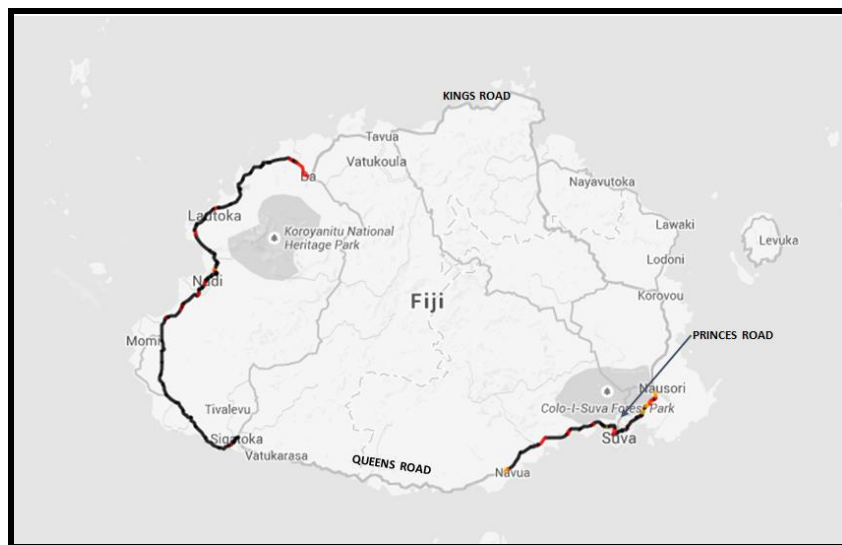 KINGS ROAD
Tavua
Vatukoula
Ba
Nayavutoka
Lautoka
Koroyanitu National
Heritage Park
Lawaki
Levuka
Lodoni
Nadi
Fiji
Korovou
Momi
PRINCES ROAD
Nausori
Colo-I-Suva Forest Park
Tivalevu
Sigatoka
Suva
Vatukarasa
QUEENS ROAD
Navua